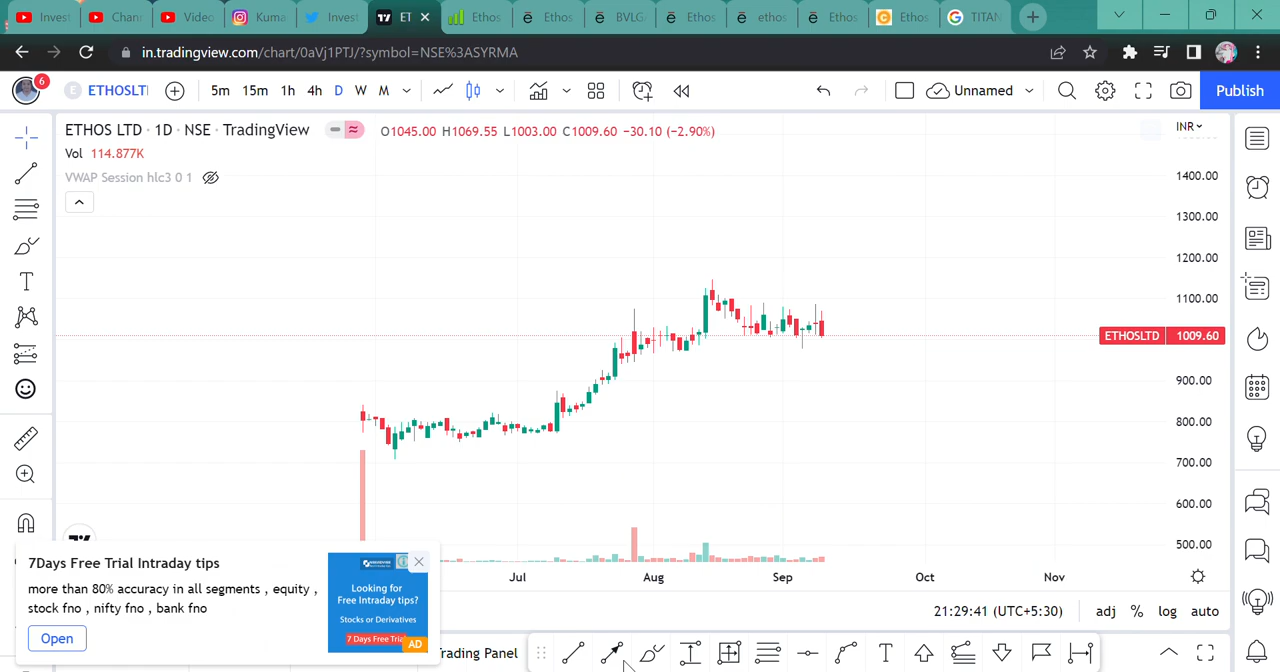 Invest
Chan
Video
Kuma
Invest
ET
Ethos
Ethos
BVLG
Ethos
ethos
Ethos
Ethos
TITAN
in.tradingview.com/chart/0aVj1PTJ/?symbol=NSE%3ASYRMA
6
E ETHOSLT
5m 15m 1h 4h D W M
Unnamed
Publish
ETHOS LTD · 1D · NSE · TradingView
O1045.00 H1069.55 L1003.00 C1009.60 −30.10 (−2.90%)
INR
Vol 114.877K
VWAP Session hlc3 0 1
1400.00
1300.00
1200.00
1100.00
ETHOSLTD 1009.60
900.00
800.00
700.00
600.00
500.00
Jul Aug Sep Oct Nov
7Days Free Trial Intraday tips
more than 80% accuracy in all segments , equity ,
stock fno , nifty fno , bank fno
Open
Looking for
Free Intraday tips?
Stocks or Derivatives
7 Days Free Trial
AD
21:29:41 (UTC+5:30) adj % log auto
rading Panel